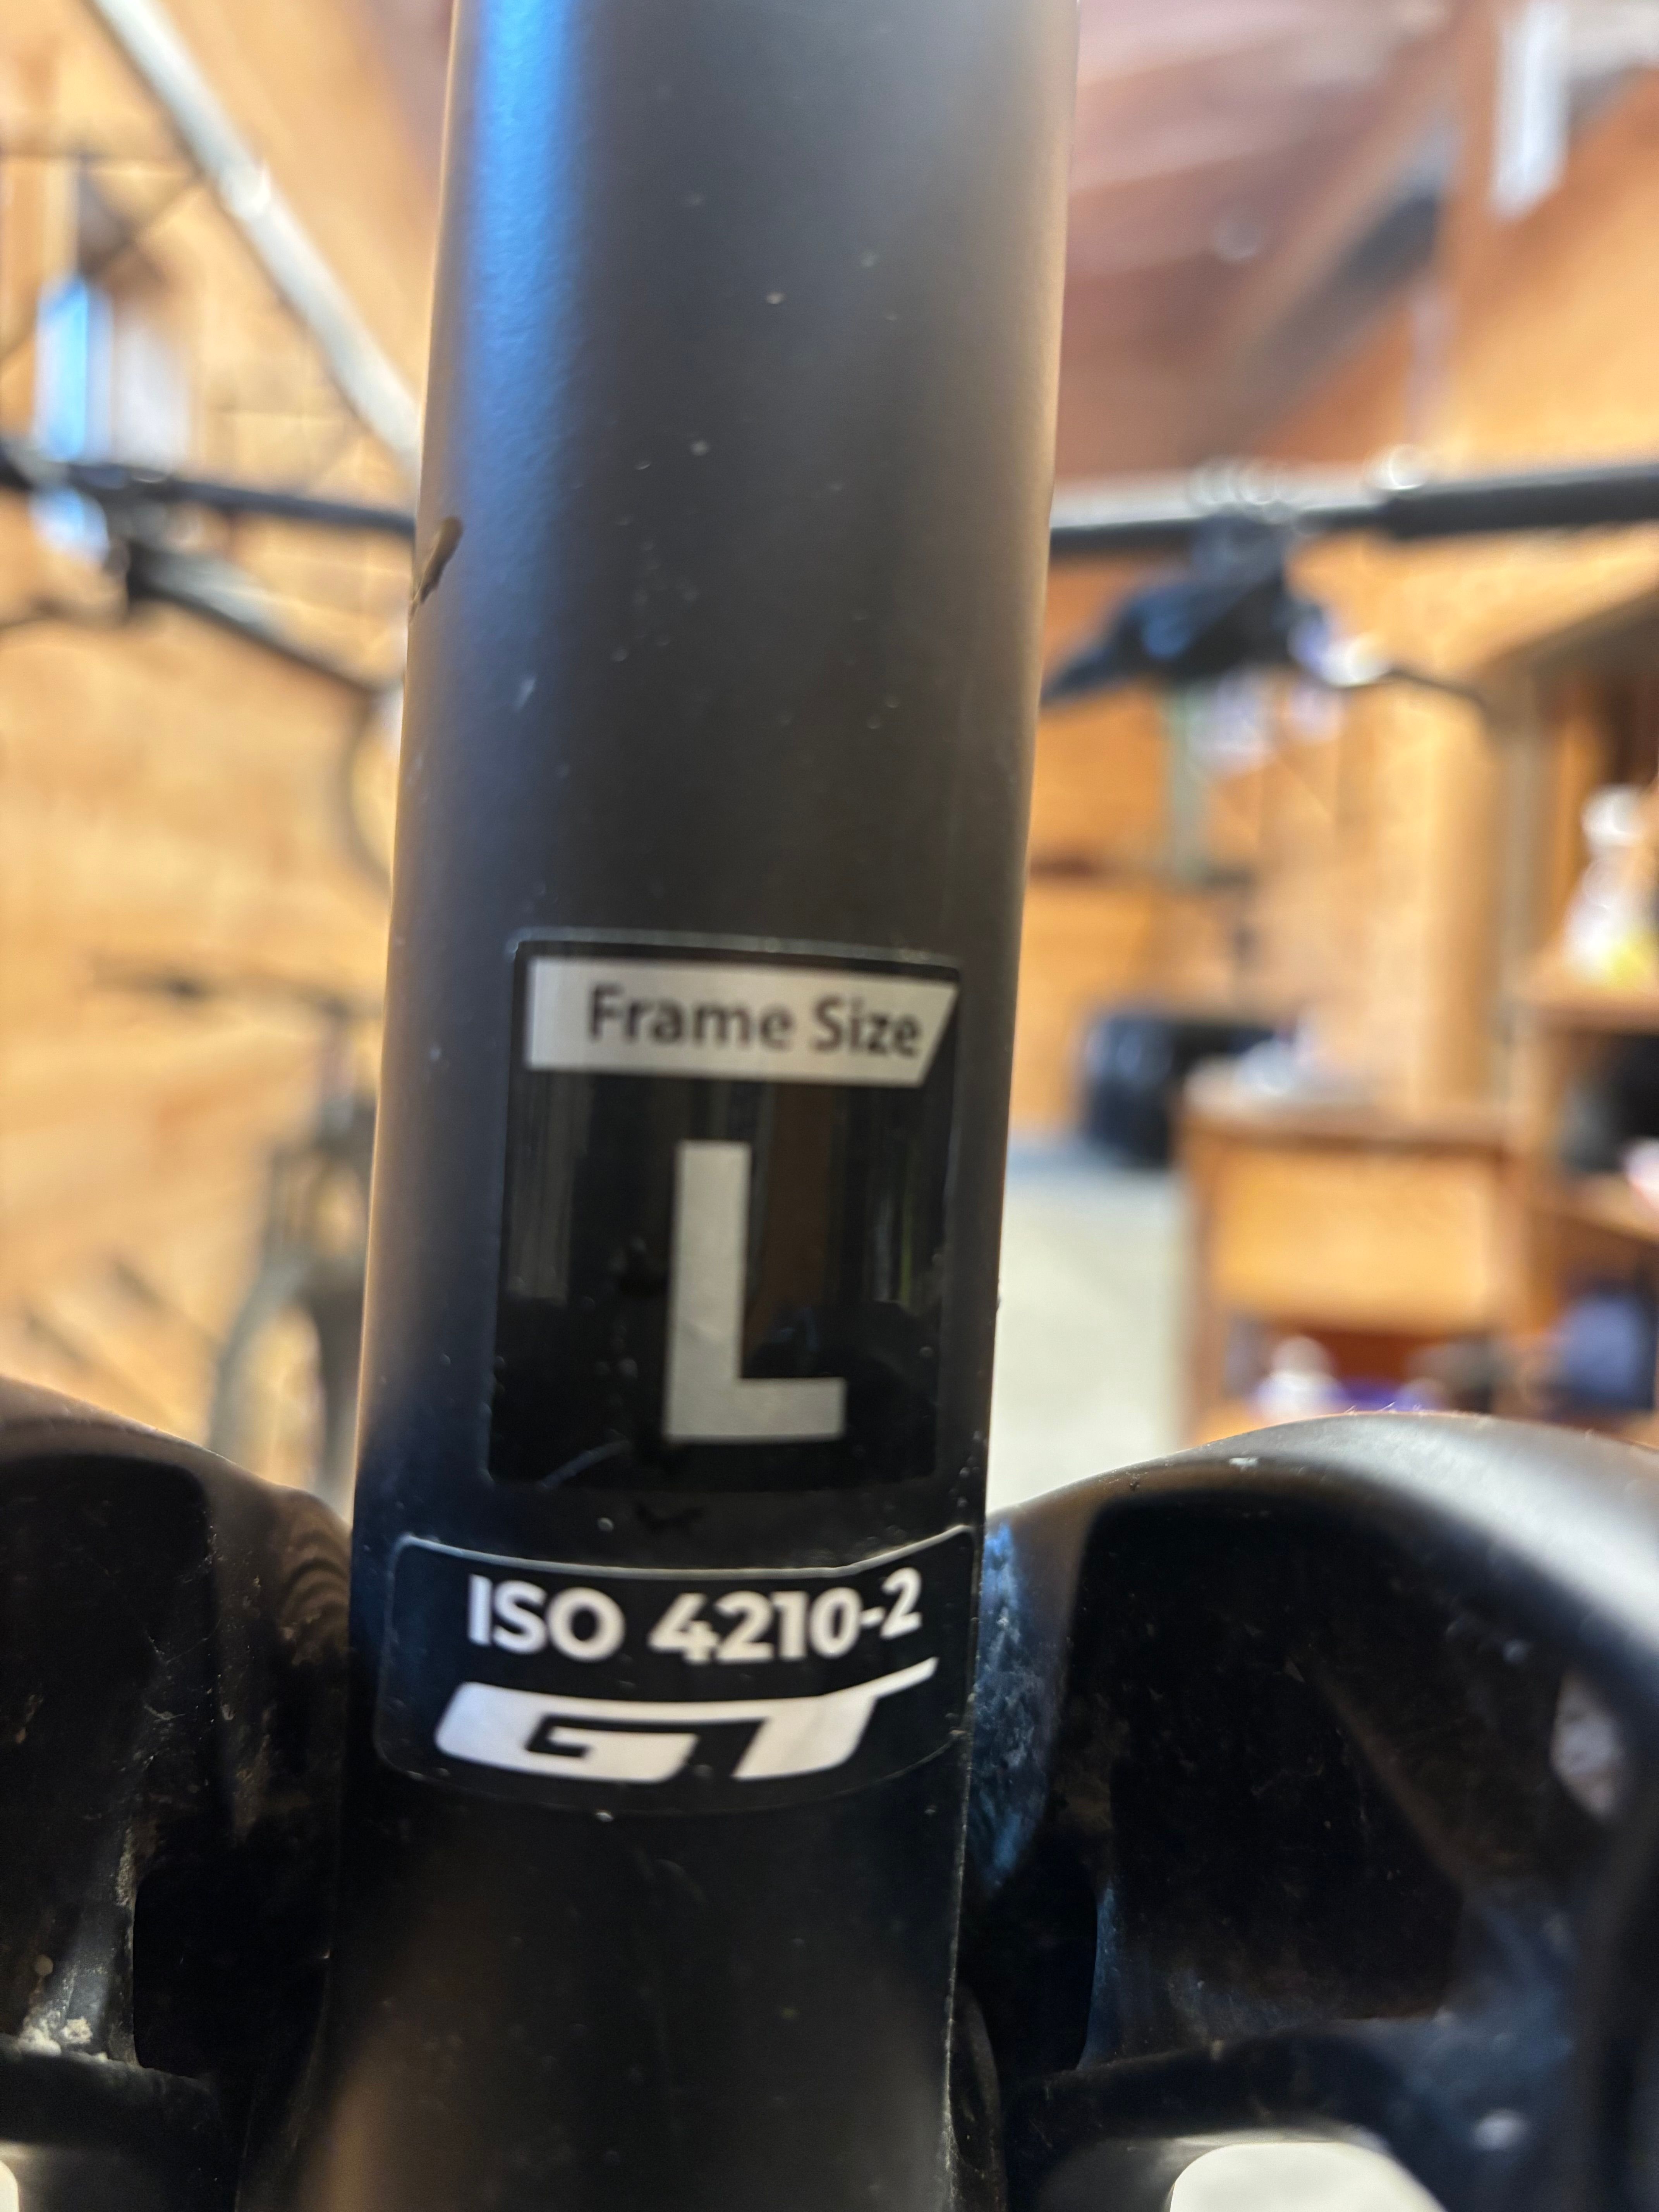 Frame Size
L
ISO 4210-2
GT